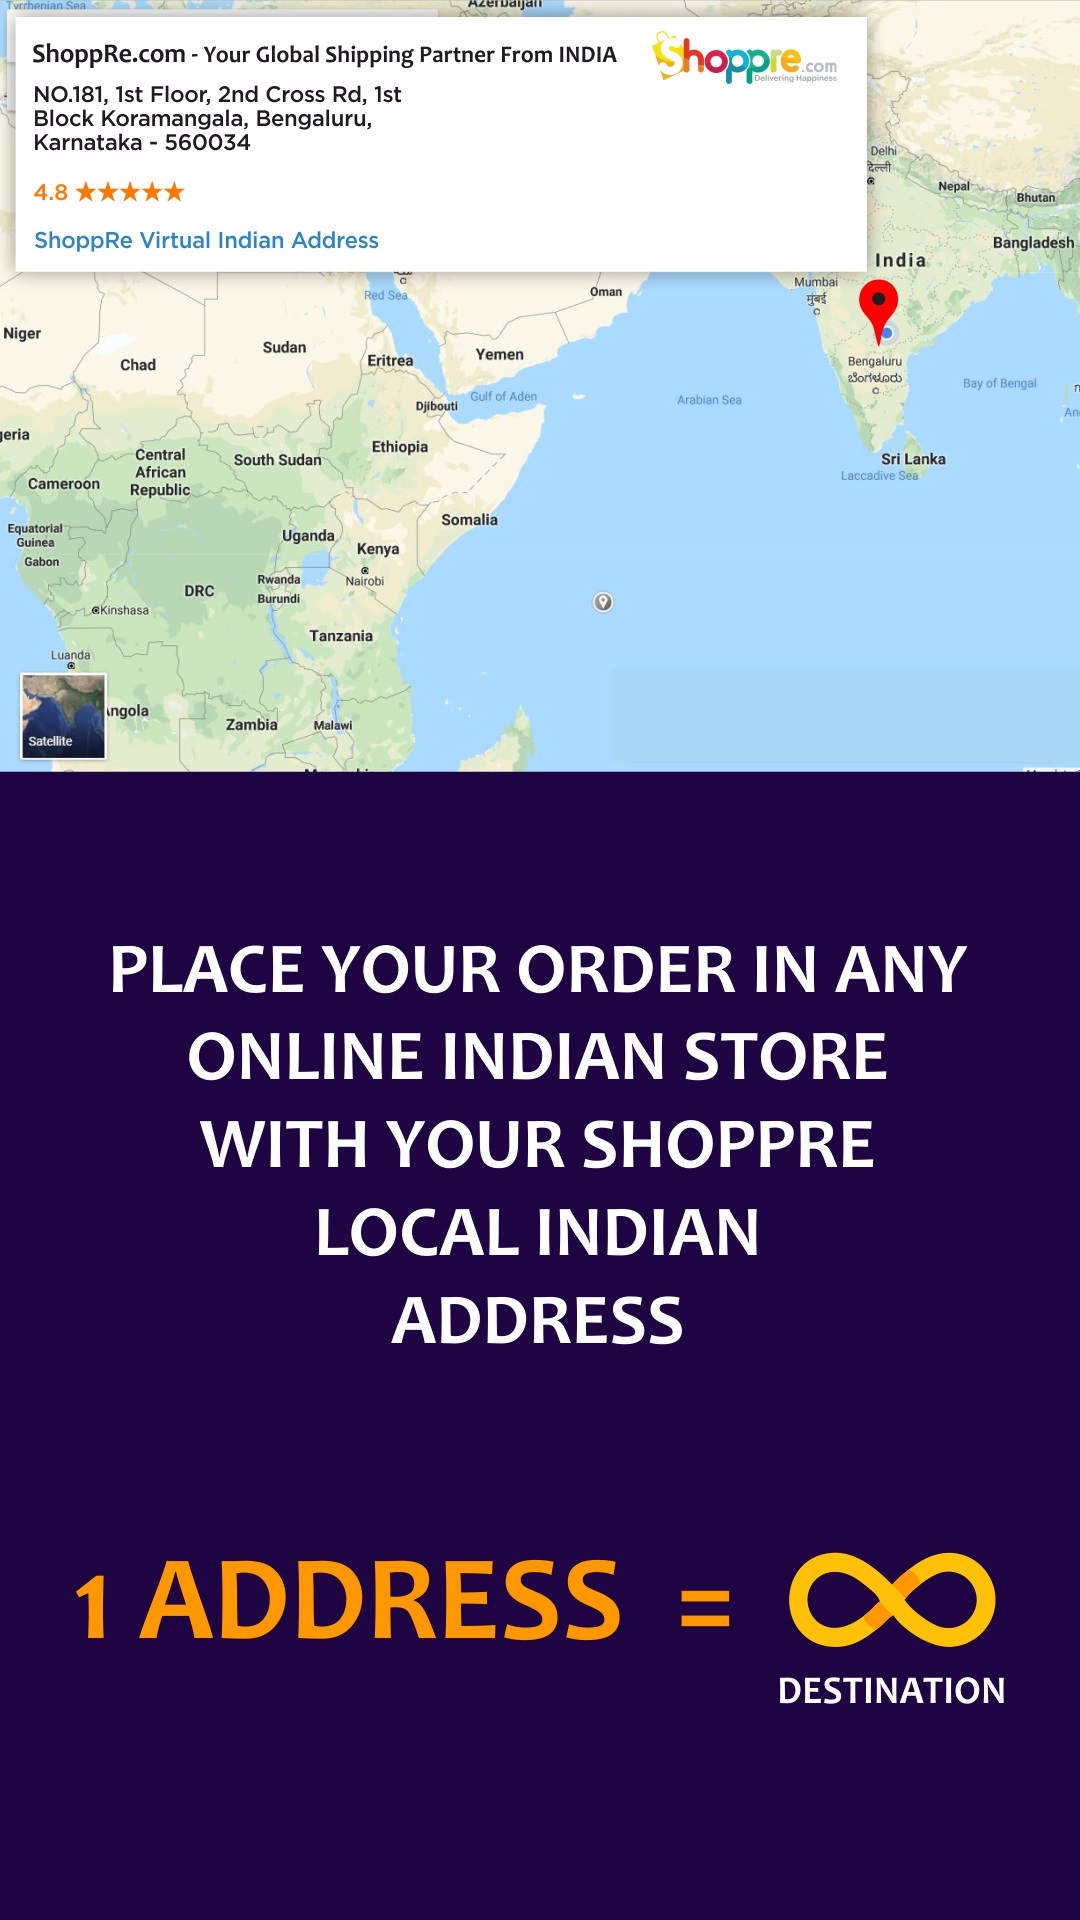 Tyrrhenian Sea
Azerbaijan
ShoppRe.com - Your Global Shipping Partner From INDIA
Shoppre.com
Delivering Happiness
NO.181, 1st Floor, 2nd Cross Rd, 1st
Block Koramangala, Bengaluru,
Karnataka - 560034
4.8 ★★★★★
ShoppRe Virtual Indian Address
Delhi
दिल्ली
Nepal
Bhutan
Bangladesh
India
Mumbai
मुंबई
Oman
Red Sea
Niger
Chad
Sudan
Eritrea
Yemen
Bengaluru
ಬೆಂಗಳೂರು
Bay of Bengal
Gulf of Aden
Arabian Sea
Djibouti
An
geria
Ethiopia
Central
African
Republic
South Sudan
Sri Lanka
Laccadive Sea
Cameroon
Somalia
Equatorial
Guinea
Uganda
Kenya
Gabon
Rwanda
Nairobi
DRC
Burundi
Kinshasa
Tanzania
Luanda
Angola
Zambia
Malawi
Satellite
PLACE YOUR ORDER IN ANY
ONLINE INDIAN STORE
WITH YOUR SHOPPRE
LOCAL INDIAN
ADDRESS
1 ADDRESS = ∞
DESTINATION